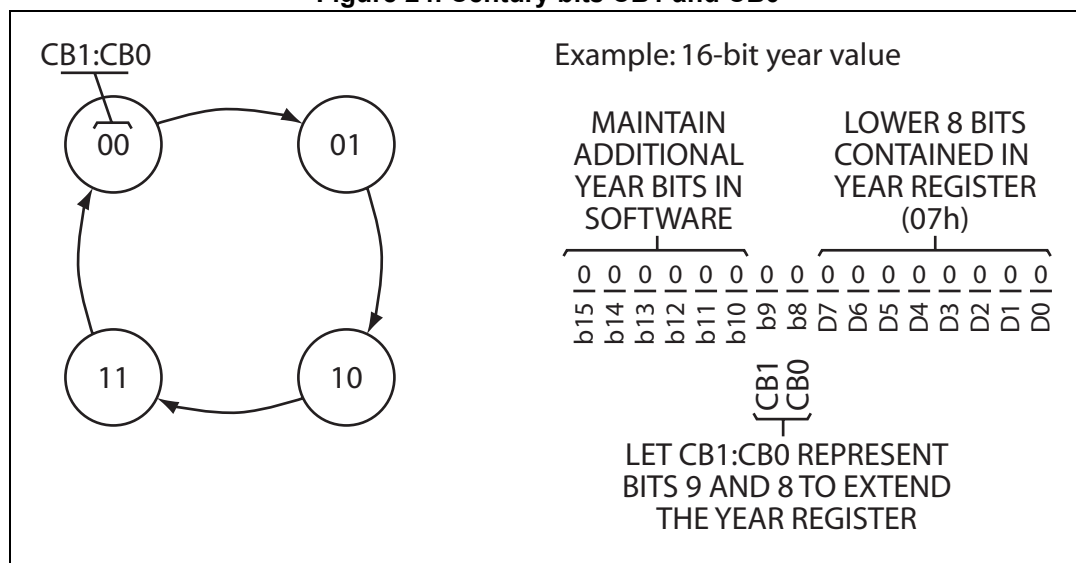 Century bits CB1 and CB0
CB1:CB0
00
01
11
10
Example: 16-bit year value
MAINTAIN
ADDITIONAL
YEAR BITS IN
SOFTWARE
LOWER 8 BITS
CONTAINED IN
YEAR REGISTER
(07h)
0 0 0 0 0 0 0 0 0 0 0 0 0 0 0 0
b15 b14 b13 b12 b11 b10 b9 b8 D7 D6 D5 D4 D3 D2 D1 D0
CB1 CB0
LET CB1:CB0 REPRESENT
BITS 9 AND 8 TO EXTEND
THE YEAR REGISTER